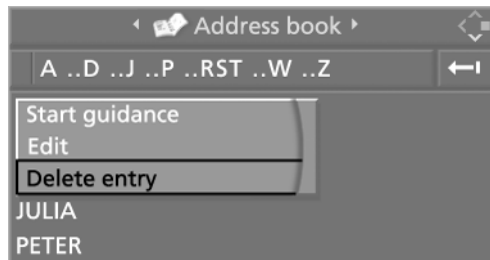 Address book
A ..D ..J ..P ..RST ..W ..Z
Start guidance
Edit
Delete entry
JULIA
PETER